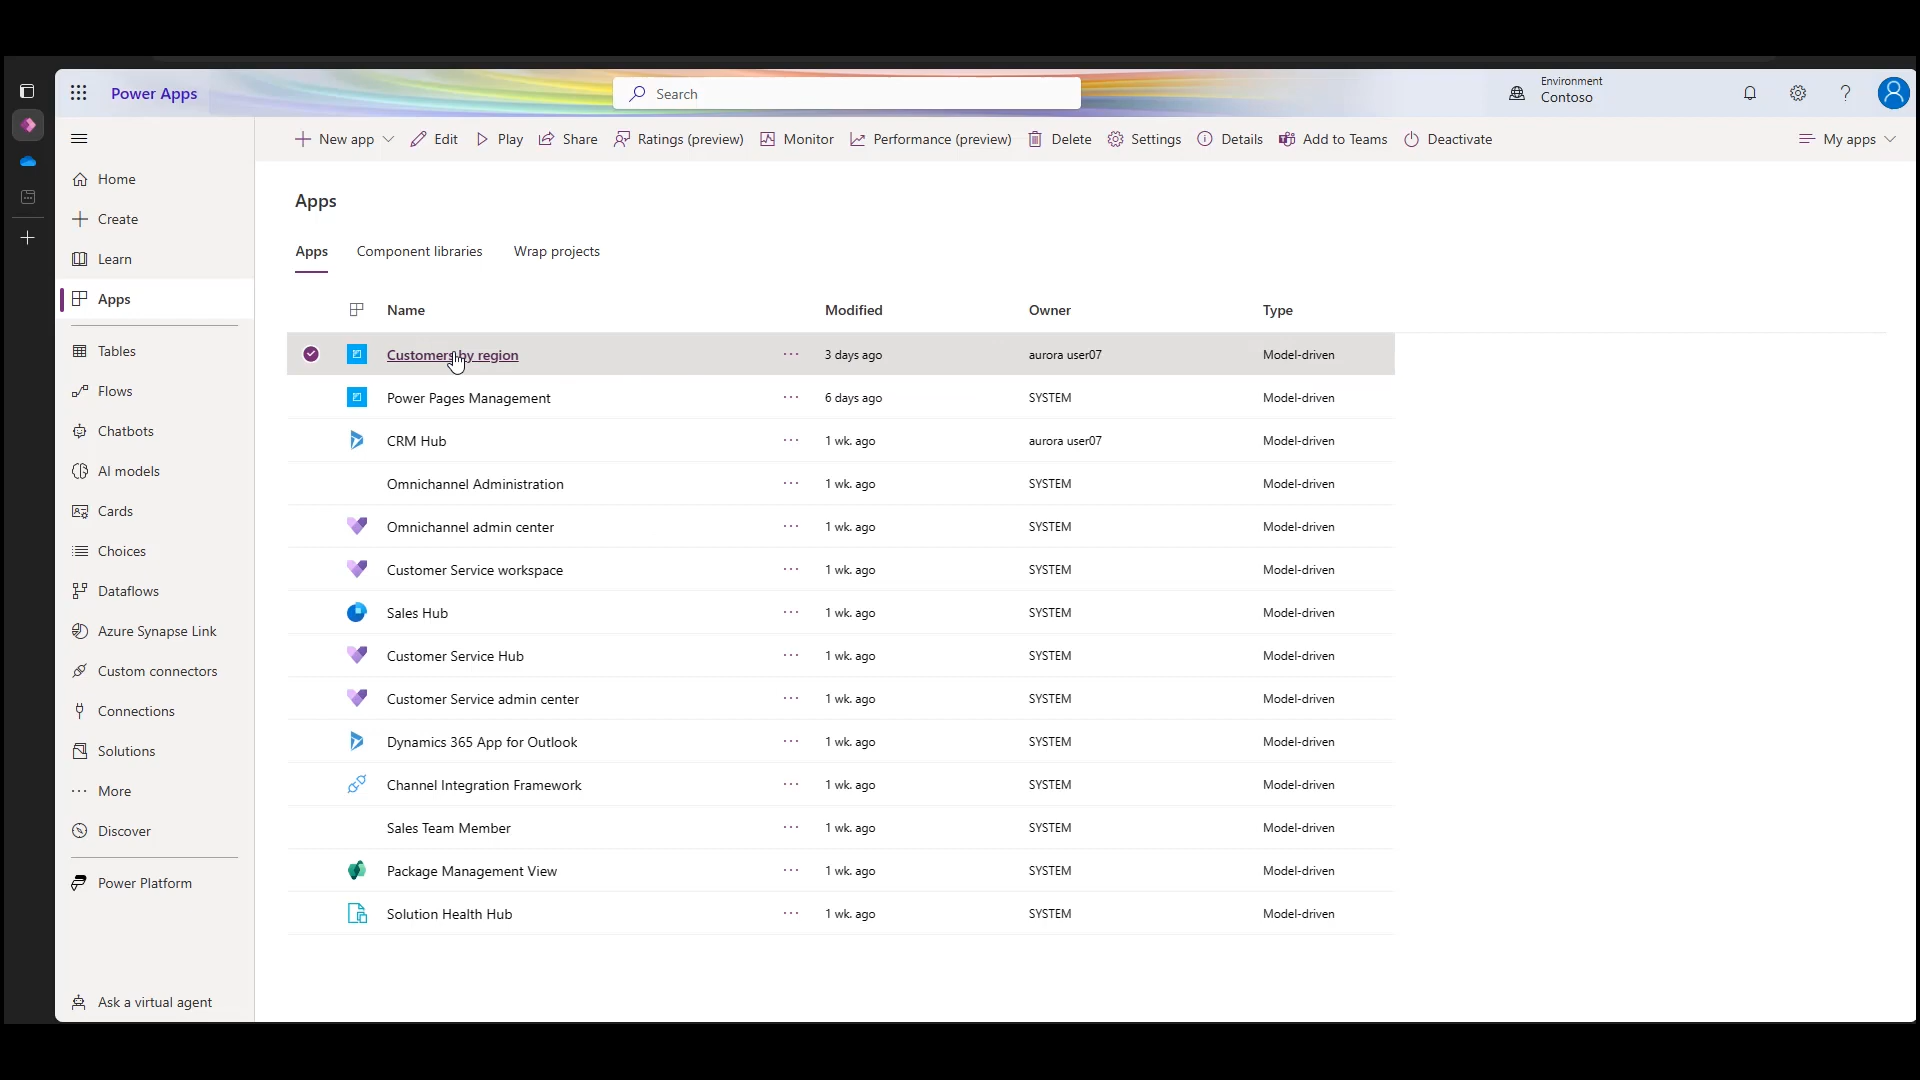 Power Apps
Search
Environment
Contoso
New app
Edit
Play
Share
Ratings (preview)
Monitor
Performance (preview)
Delete
Settings
Details
Add to Teams
Deactivate
My apps
Home
Create
Learn
Apps
Tables
Flows
Chatbots
AI models
Cards
Choices
Dataflows
Azure Synapse Link
Custom connectors
Connections
Solutions
More
Discover
Power Platform
Ask a virtual agent
Apps
Apps Component libraries Wrap projects
Name Modified Owner Type
Customers by region ··· 3 days ago aurora user07 Model-driven
Power Pages Management ··· 6 days ago SYSTEM Model-driven
CRM Hub ··· 1 wk. ago aurora user07 Model-driven
Omnichannel Administration ··· 1 wk. ago SYSTEM Model-driven
Omnichannel admin center ··· 1 wk. ago SYSTEM Model-driven
Customer Service workspace ··· 1 wk. ago SYSTEM Model-driven
Sales Hub ··· 1 wk. ago SYSTEM Model-driven
Customer Service Hub ··· 1 wk. ago SYSTEM Model-driven
Customer Service admin center ··· 1 wk. ago SYSTEM Model-driven
Dynamics 365 App for Outlook ··· 1 wk. ago SYSTEM Model-driven
Channel Integration Framework ··· 1 wk. ago SYSTEM Model-driven
Sales Team Member ··· 1 wk. ago SYSTEM Model-driven
Package Management View ··· 1 wk. ago SYSTEM Model-driven
Solution Health Hub ··· 1 wk. ago SYSTEM Model-driven